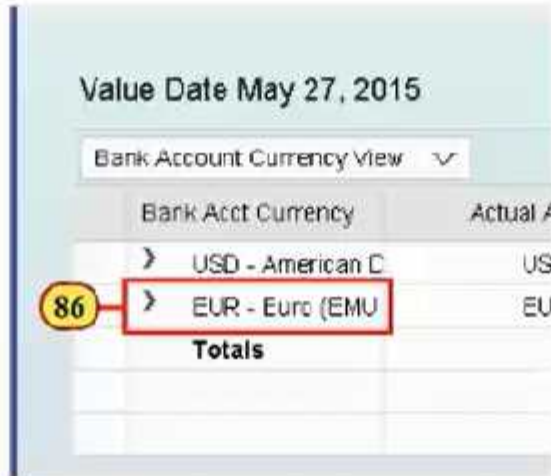 Value Date May 27, 2015
Bank Account Currency View
Bank Acct Currency Actual A
USD - American D US
86 EUR - Euro (EMU EU
Totals